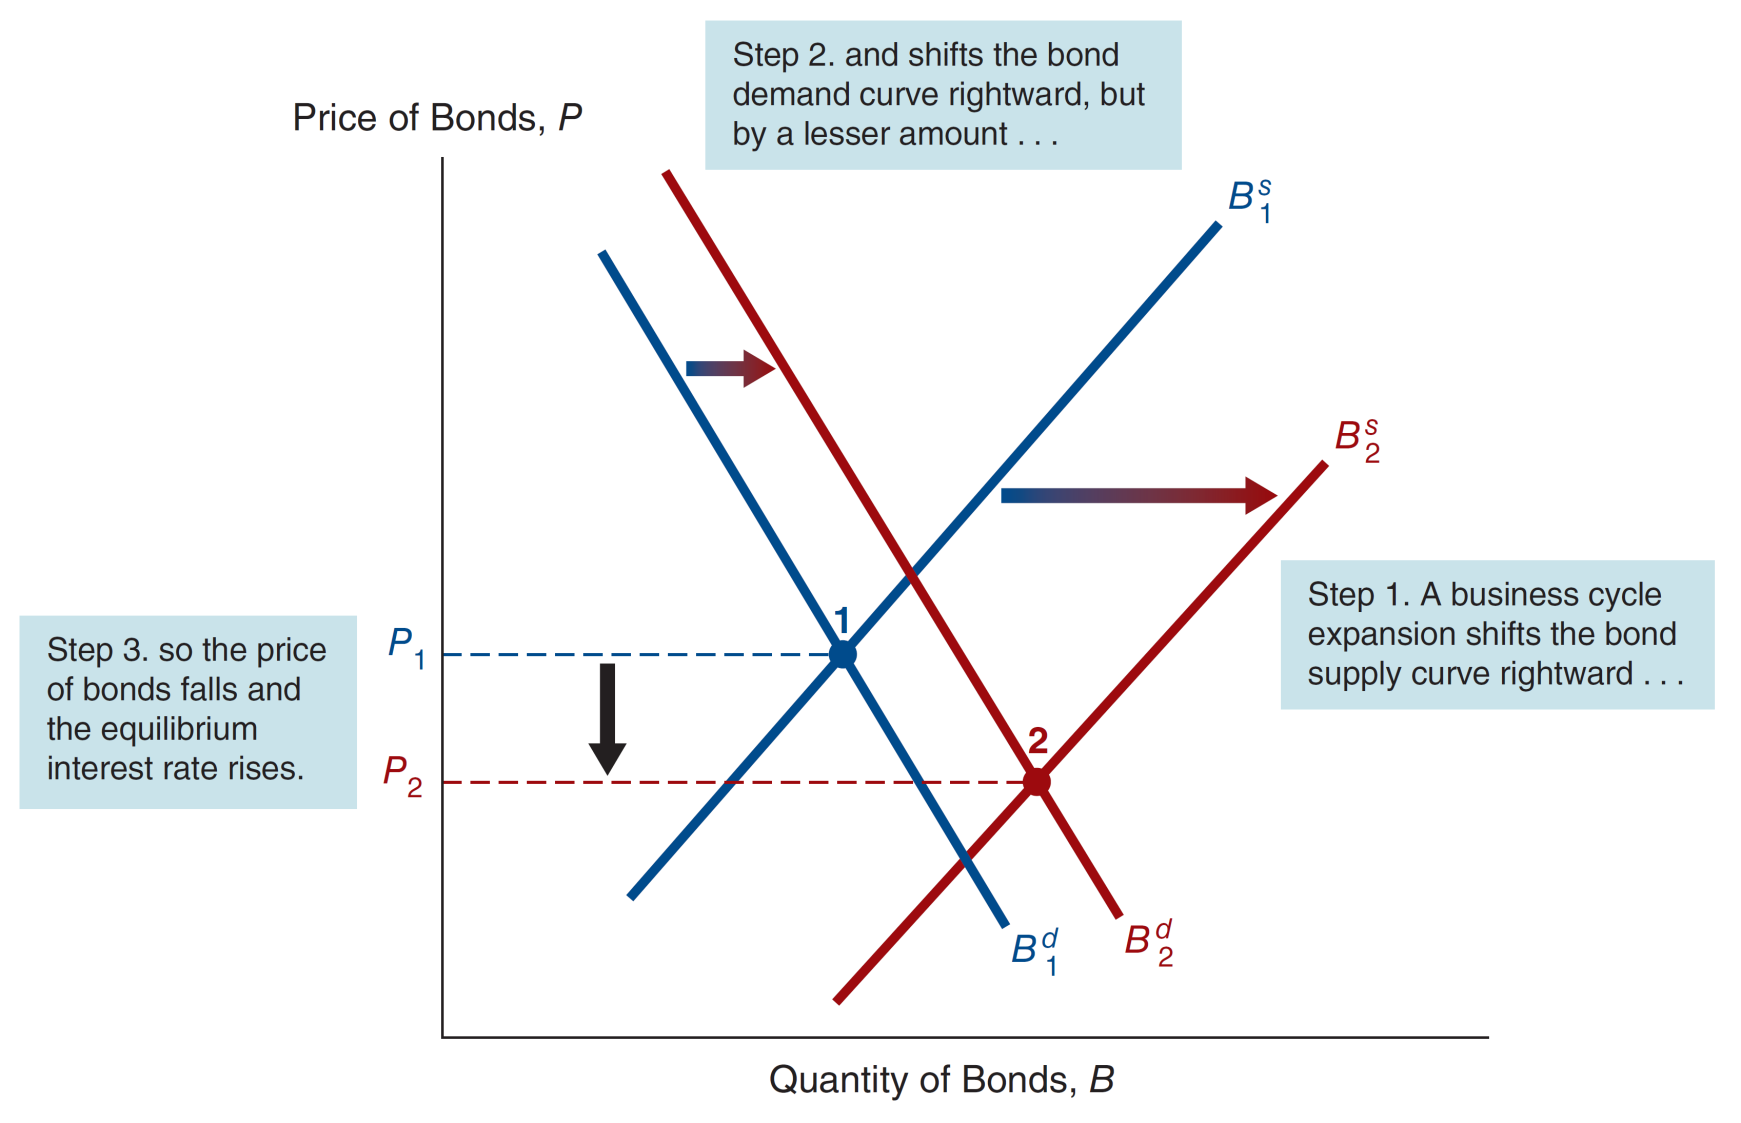 Step 2. and shifts the bond
demand curve rightward, but
by a lesser amount . . .
Price of Bonds, P
B^s_1
B^s_2
Step 1. A business cycle
expansion shifts the bond
supply curve rightward . . .
1
P_1
Step 3. so the price
of bonds falls and
the equilibrium
interest rate rises.
2
P_2
B^d_1
B^d_2
Quantity of Bonds, B